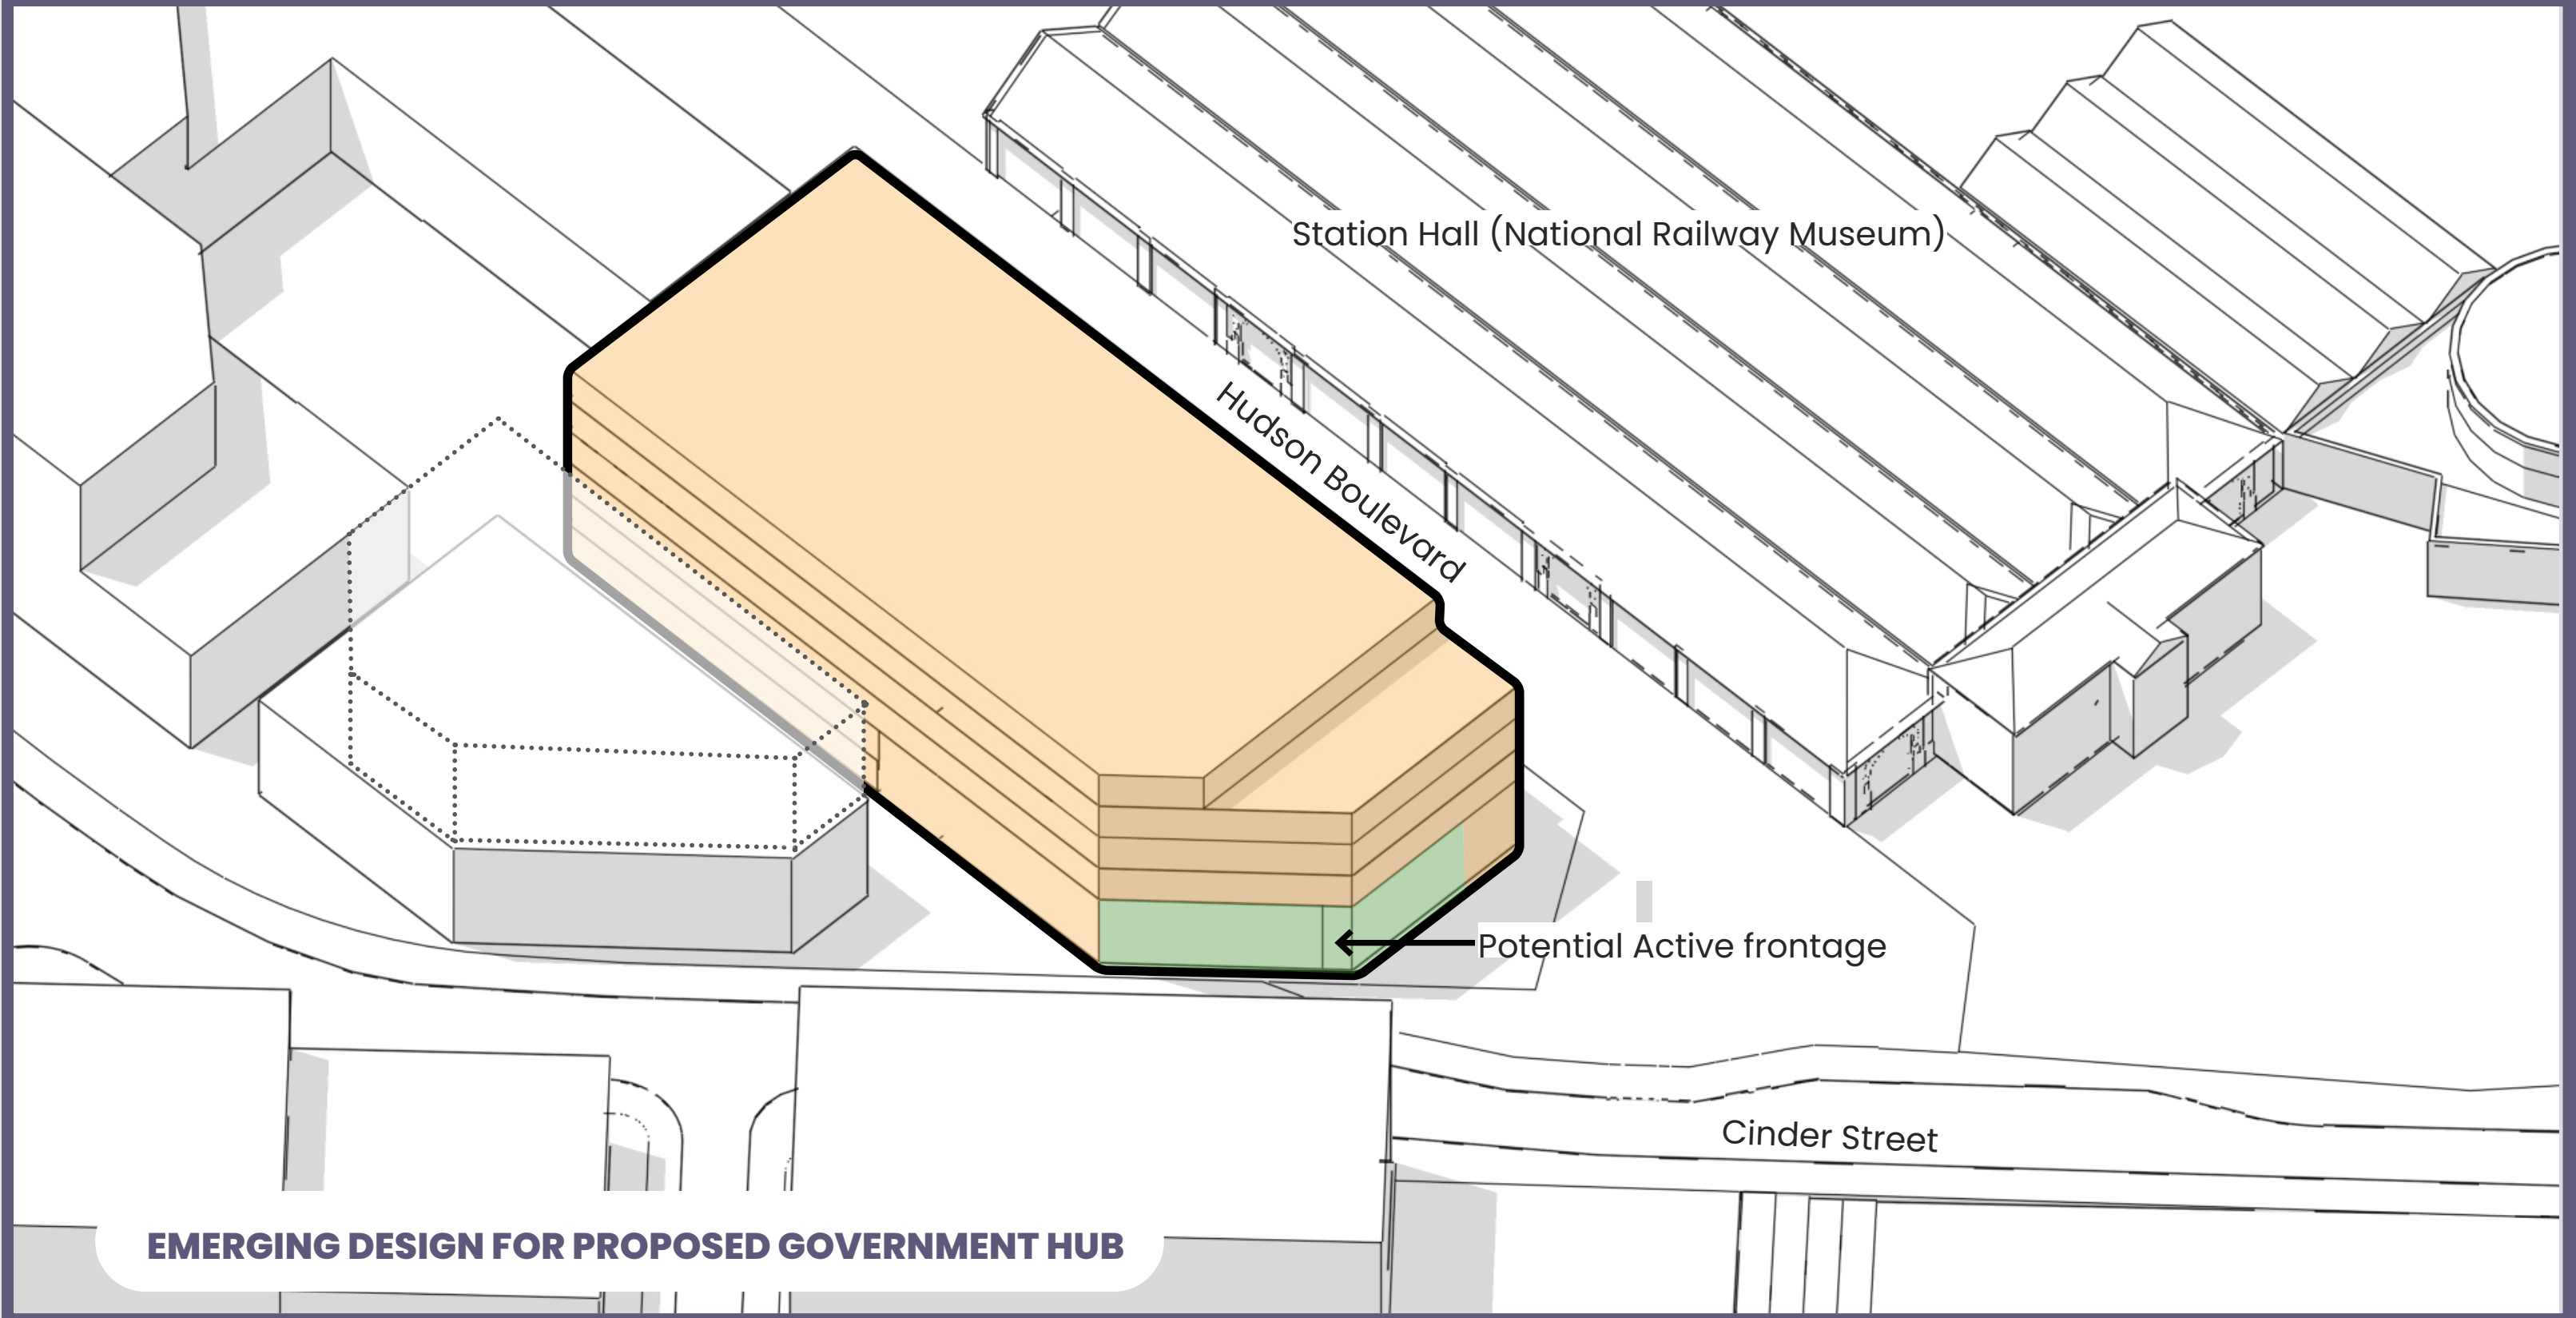 Station Hall (National Railway Museum)
Hudson Boulevard
Potential Active frontage
Cinder Street
EMERGING DESIGN FOR PROPOSED GOVERNMENT HUB